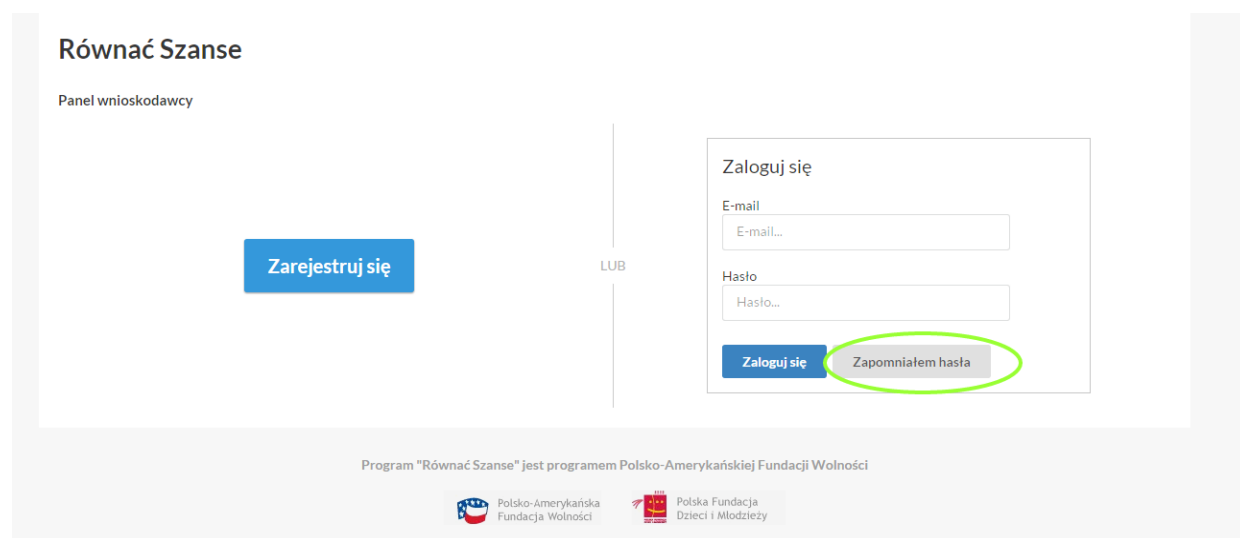 Równać Szanse
Panel wnioskodawcy
Zarejestruj się
LUB
Zaloguj się
E-mail
E-mail...
Hasło
Hasło...
Zaloguj się
Zapomniałem hasła
Program "Równać Szanse" jest programem Polsko-Amerykańskiej Fundacji Wolności
Polsko-Amerykańska
Fundacja Wolności
Polska Fundacja
Dzieci i Młodzieży